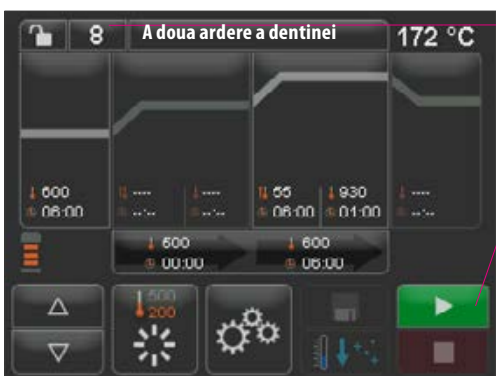 8 A doua ardere a dentinei 172 °C
600 ---- ---- 55 930 ----
06:00 --:-- --:-- 06:00 01:00 --:--
600 600
00:00 06:00
500
200